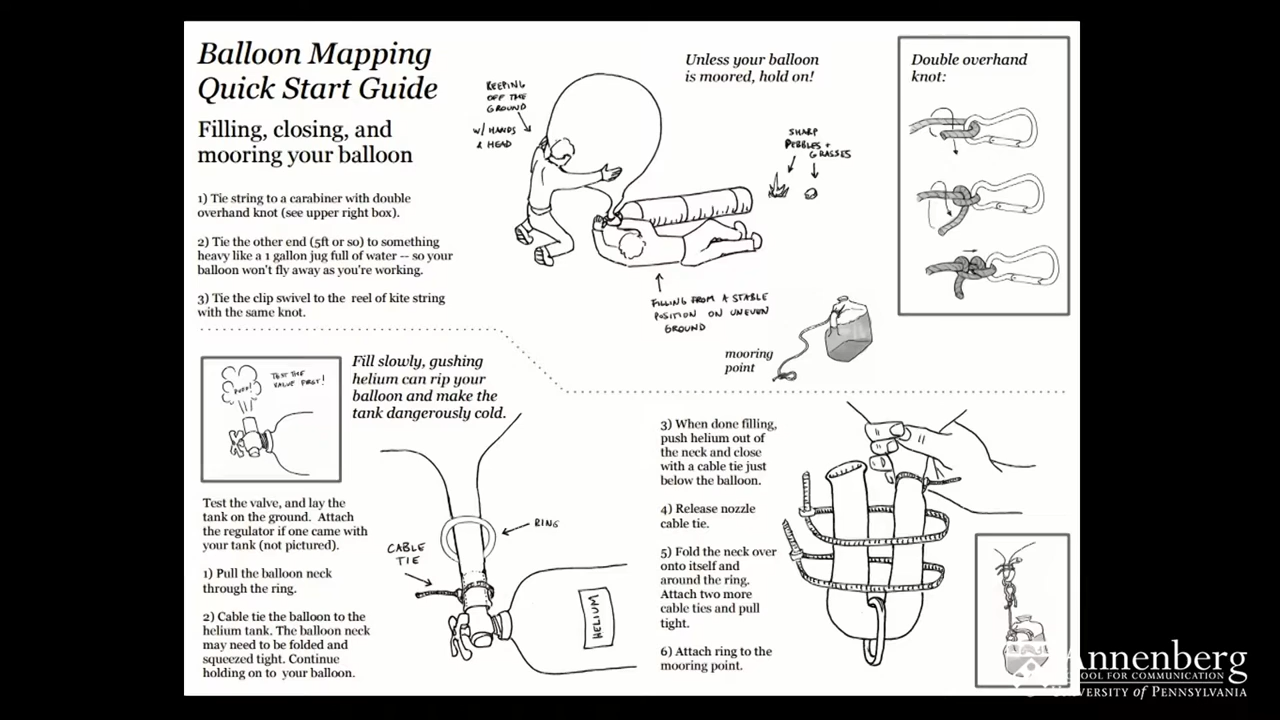 Balloon Mapping
Quick Start Guide
Filling, closing, and
mooring your balloon
1) Tie string to a carabiner with double
overhand knot (see upper right box).
2) Tie the other end (5ft or so) to something
heavy like a 1 gallon jug full of water -- so your
balloon won't fly away as you're working.
3) Tie the clip swivel to the reel of kite string
with the same knot.
KEEPING
OFF THE
GROUND
W/ HANDS
& HEAD
Unless your balloon
is moored, hold on!
SHARP
PEBBLES +
GRASSES
FILLING FROM A STABLE
POSITION ON UNEVEN
GROUND
mooring
point
Double overhand
knot:
PUFF!
TEST THE
VALVE FIRST!
Fill slowly, gushing
helium can rip your
balloon and make the
tank dangerously cold.
Test the valve, and lay the
tank on the ground. Attach
the regulator if one came with
your tank (not pictured).
1) Pull the balloon neck
through the ring.
2) Cable tie the balloon to the
helium tank. The balloon neck
may need to be folded and
squeezed tight. Continue
holding on to your balloon.
RING
CABLE
TIE
HELIUM
3) When done filling,
push helium out of
the neck and close
with a cable tie just
below the balloon.
4) Release nozzle
cable tie.
5) Fold the neck over
onto itself and
around the ring.
Attach two more
cable ties and pull
tight.
6) Attach ring to the
mooring point.
Annenberg
SCHOOL FOR COMMUNICATION
UNIVERSITY of PENNSYLVANIA